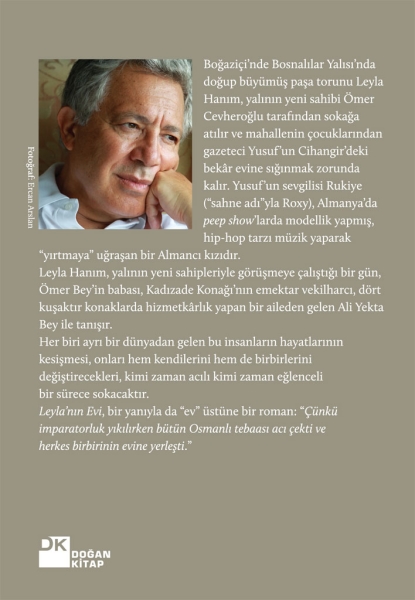 Boğaziçi’nde Bosnalılar Yalısı’nda
doğup büyümüş paşa torunu Leyla
Hanım, yalının yeni sahibi Ömer
Cevheroğlu tarafından sokağa
atılır ve mahallenin çocuklarından
gazeteci Yusuf’un Cihangir’deki
bekâr evine sığınmak zorunda
kalır. Yusuf’un sevgilisi Rukiye
(“sahne adı”yla Roxy), Almanya’da
peep show’larda modellik yapmış,
hip-hop tarzı müzik yaparak
“yırtmaya” uğraşan bir Almancı kızıdır.
Leyla Hanım, yalının yeni sahipleriyle görüşmeye çalıştığı bir gün,
Ömer Bey’in babası, Kadızade Konağı’nın emektar vekilharcı, dört
kuşaktır konaklarda hizmetkârlık yapan bir aileden gelen Ali Yekta
Bey ile tanışır.
Her biri ayrı bir dünyadan gelen bu insanların hayatlarının
kesişmesi, onları hem kendilerini hem de birbirlerini
değiştirecekleri, kimi zaman acılı kimi zaman eğlenceli
bir sürece sokacaktır.
Leyla’nın Evi, bir yanıyla da “ev” üstüne bir roman: “Çünkü
imparatorluk yıkılırken bütün Osmanlı tebaası acı çekti ve
herkes birbirinin evine yerleşti.”
Fotoğraf: Ercan Arslan
DK
DOĞAN
KİTAP